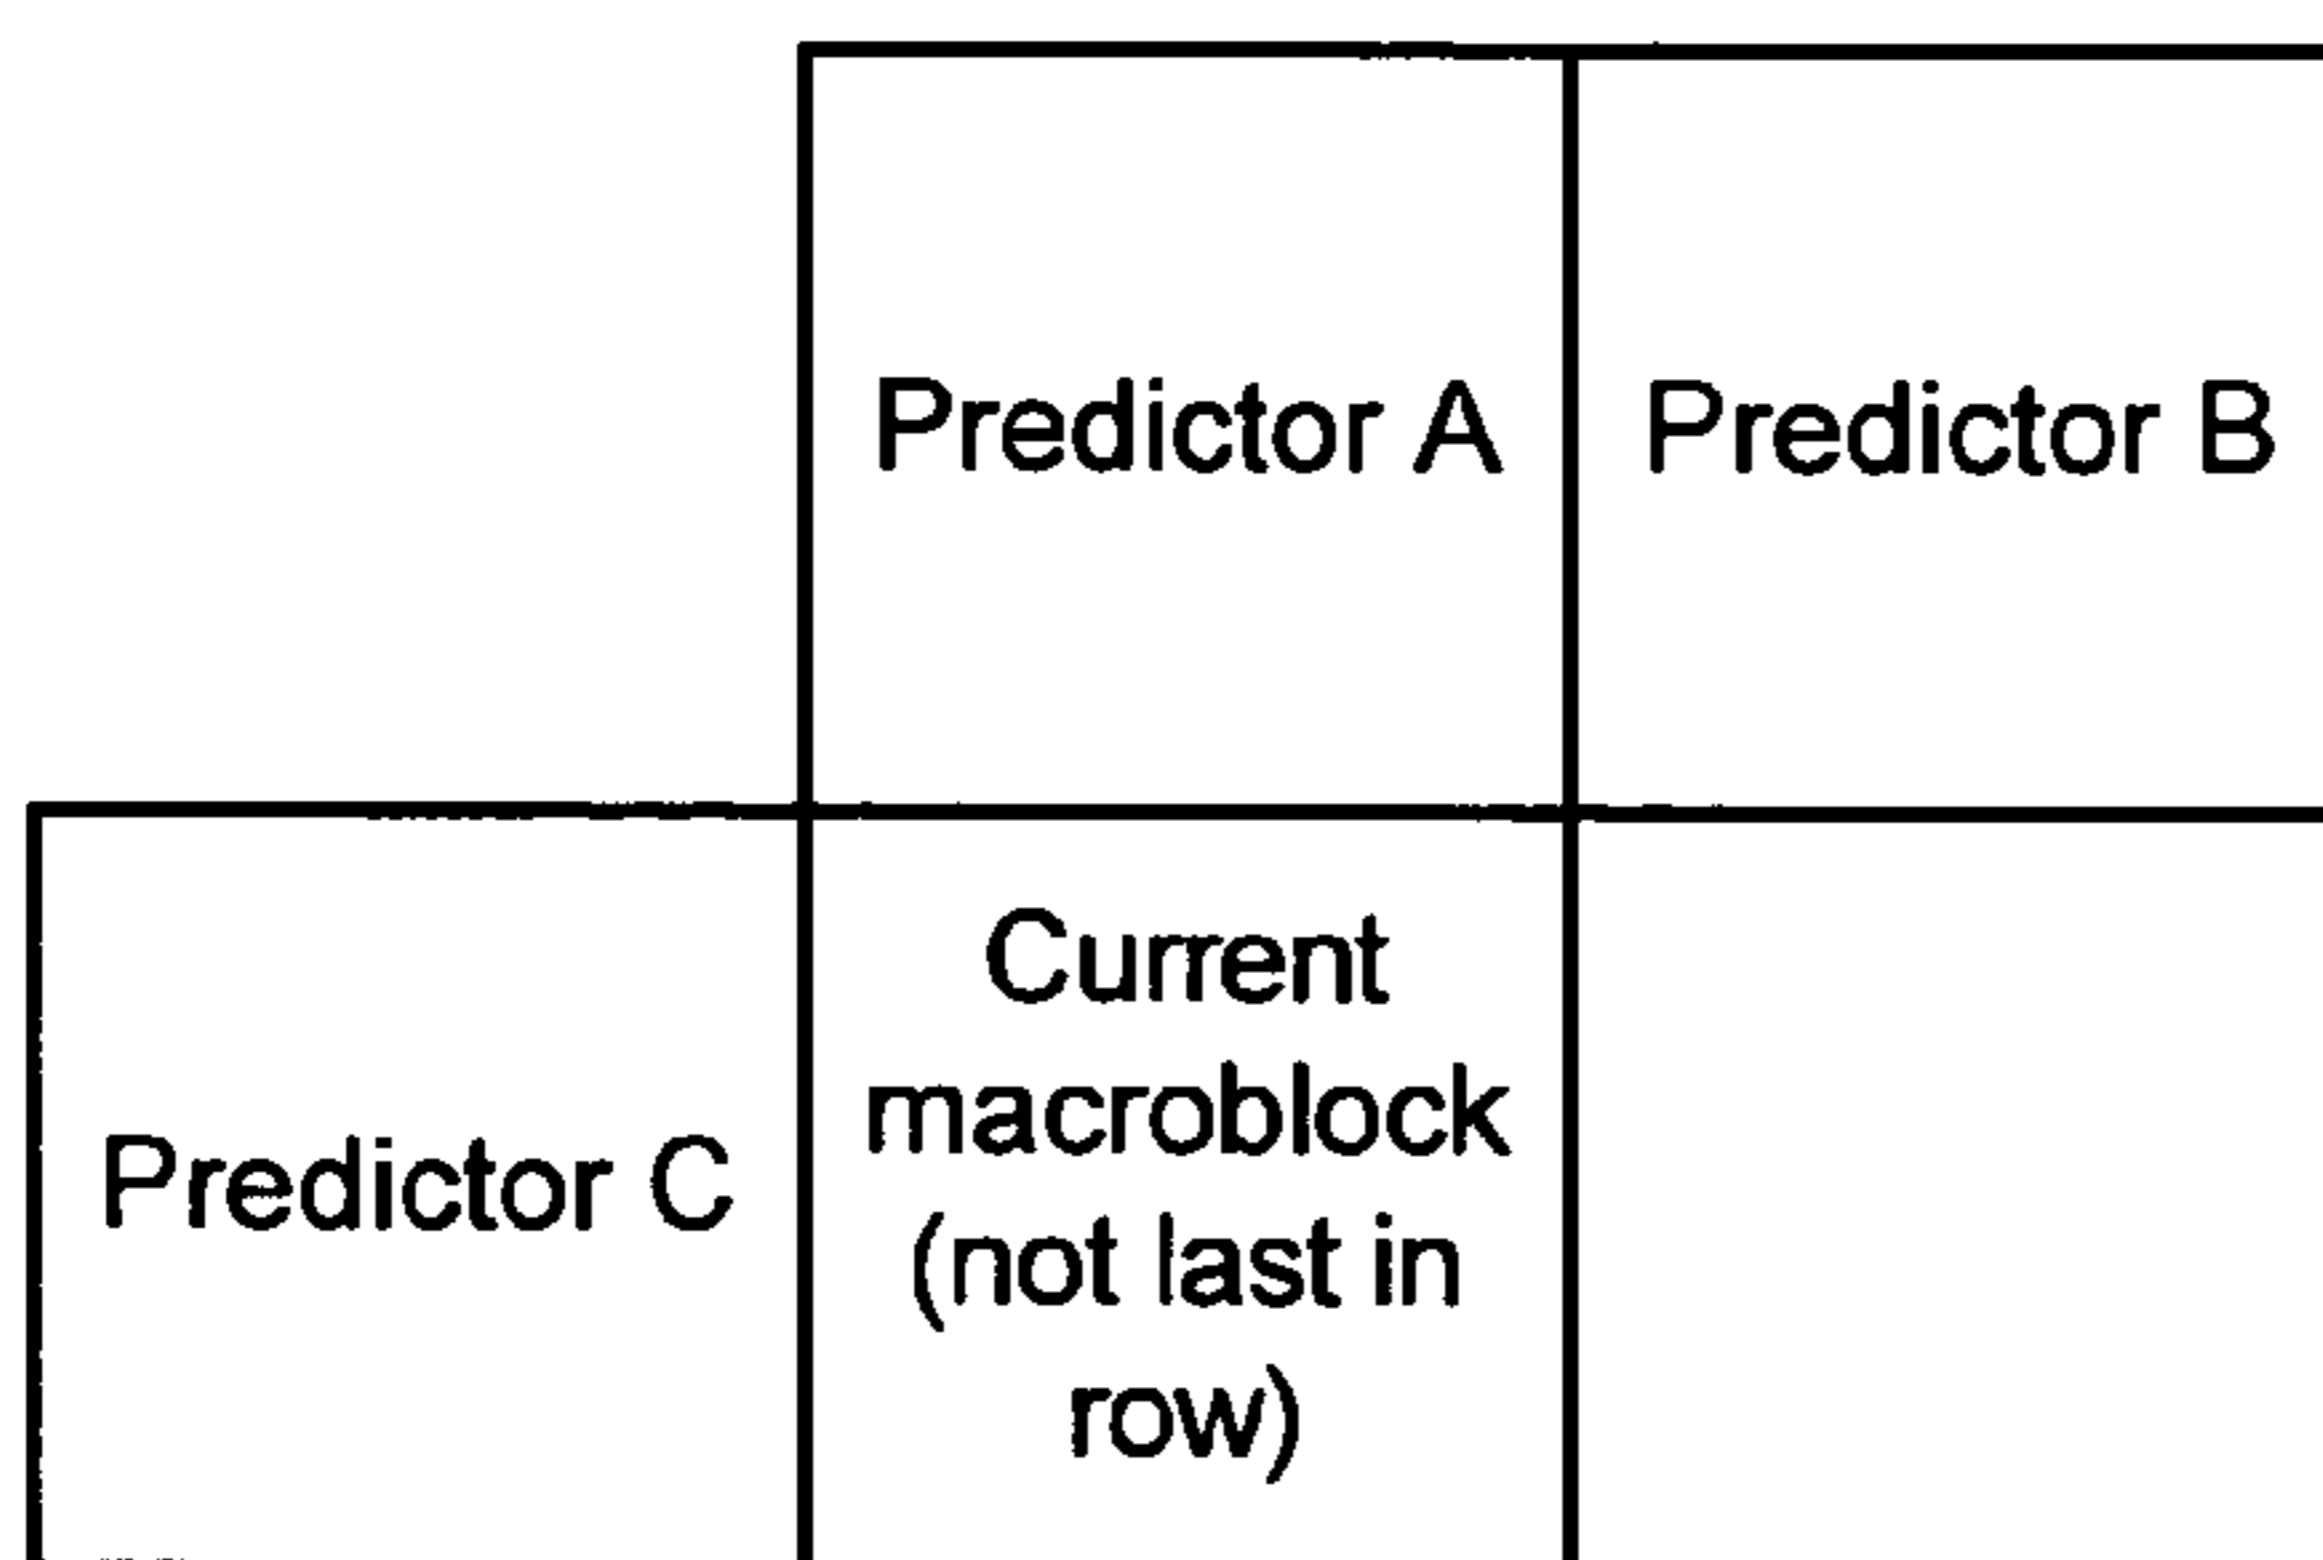 Predictor A
Predictor B
Predictor C
Current
macroblock
(not last in
row)